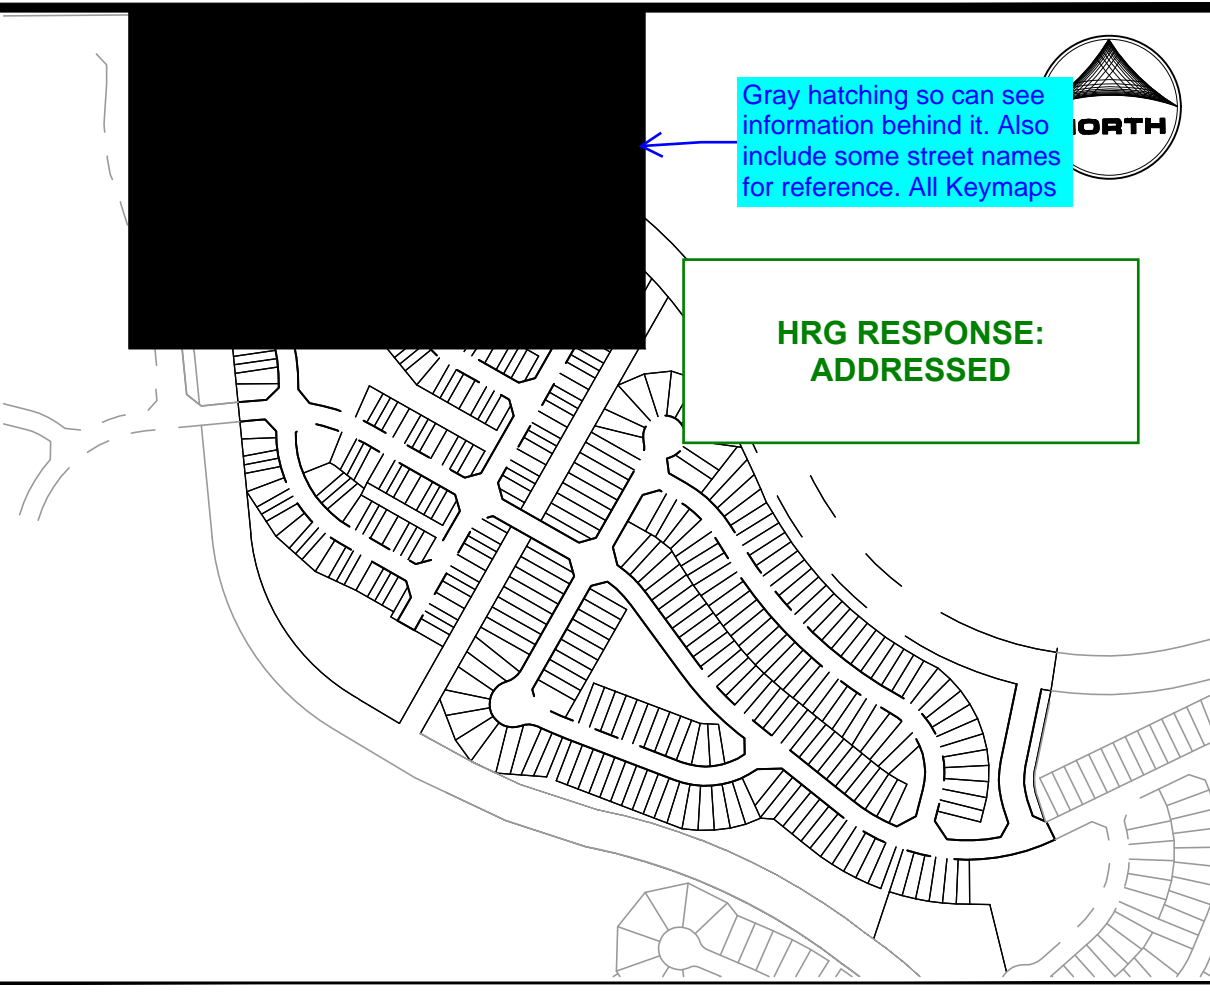 Gray hatching so can see
information behind it. Also
include some street names
for reference. All Keymaps
NORTH
HRG RESPONSE:
ADDRESSED